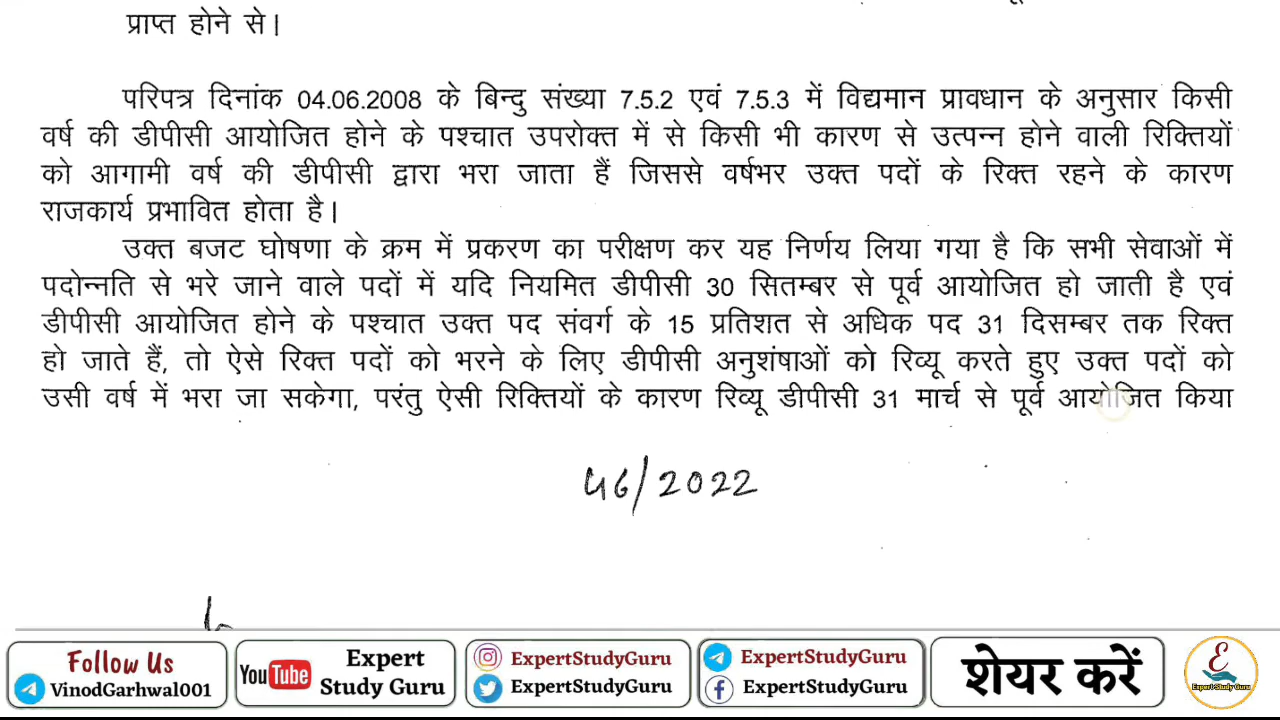 प्राप्त होने से।
परिपत्र दिनांक 04.06.2008 के बिन्दु संख्या 7.5.2 एवं 7.5.3 में विद्यमान प्रावधान के अनुसार किसी
वर्ष की डीपीसी आयोजित होने के पश्चात उपरोक्त में से किसी भी कारण से उत्पन्न होने वाली रिक्तियों
को आगामी वर्ष की डीपीसी द्वारा भरा जाता हैं जिससे वर्षभर उक्त पदों के रिक्त रहने के कारण
राजकार्य प्रभावित होता है।
उक्त बजट घोषणा के क्रम में प्रकरण का परीक्षण कर यह निर्णय लिया गया है कि सभी सेवाओं में
पदोन्नति से भरे जाने वाले पदों में यदि नियमित डीपीसी 30 सितम्बर से पूर्व आयोजित हो जाती है एवं
डीपीसी आयोजित होने के पश्चात उक्त पद संवर्ग के 15 प्रतिशत से अधिक पद 31 दिसम्बर तक रिक्त
हो जाते हैं, तो ऐसे रिक्त पदों को भरने के लिए डीपीसी अनुशंषाओं को रिव्यू करते हुए उक्त पदों को
उसी वर्ष में भरा जा सकेगा, परंतु ऐसी रिक्तियों के कारण रिव्यू डीपीसी 31 मार्च से पूर्व आयोजित किया
46/2022
Follow Us
VinodGarhwal001
YouTube
Expert
Study Guru
ExpertStudyGuru
ExpertStudyGuru
ExpertStudyGuru
ExpertStudyGuru
शेयर करें
Expert Study Guru